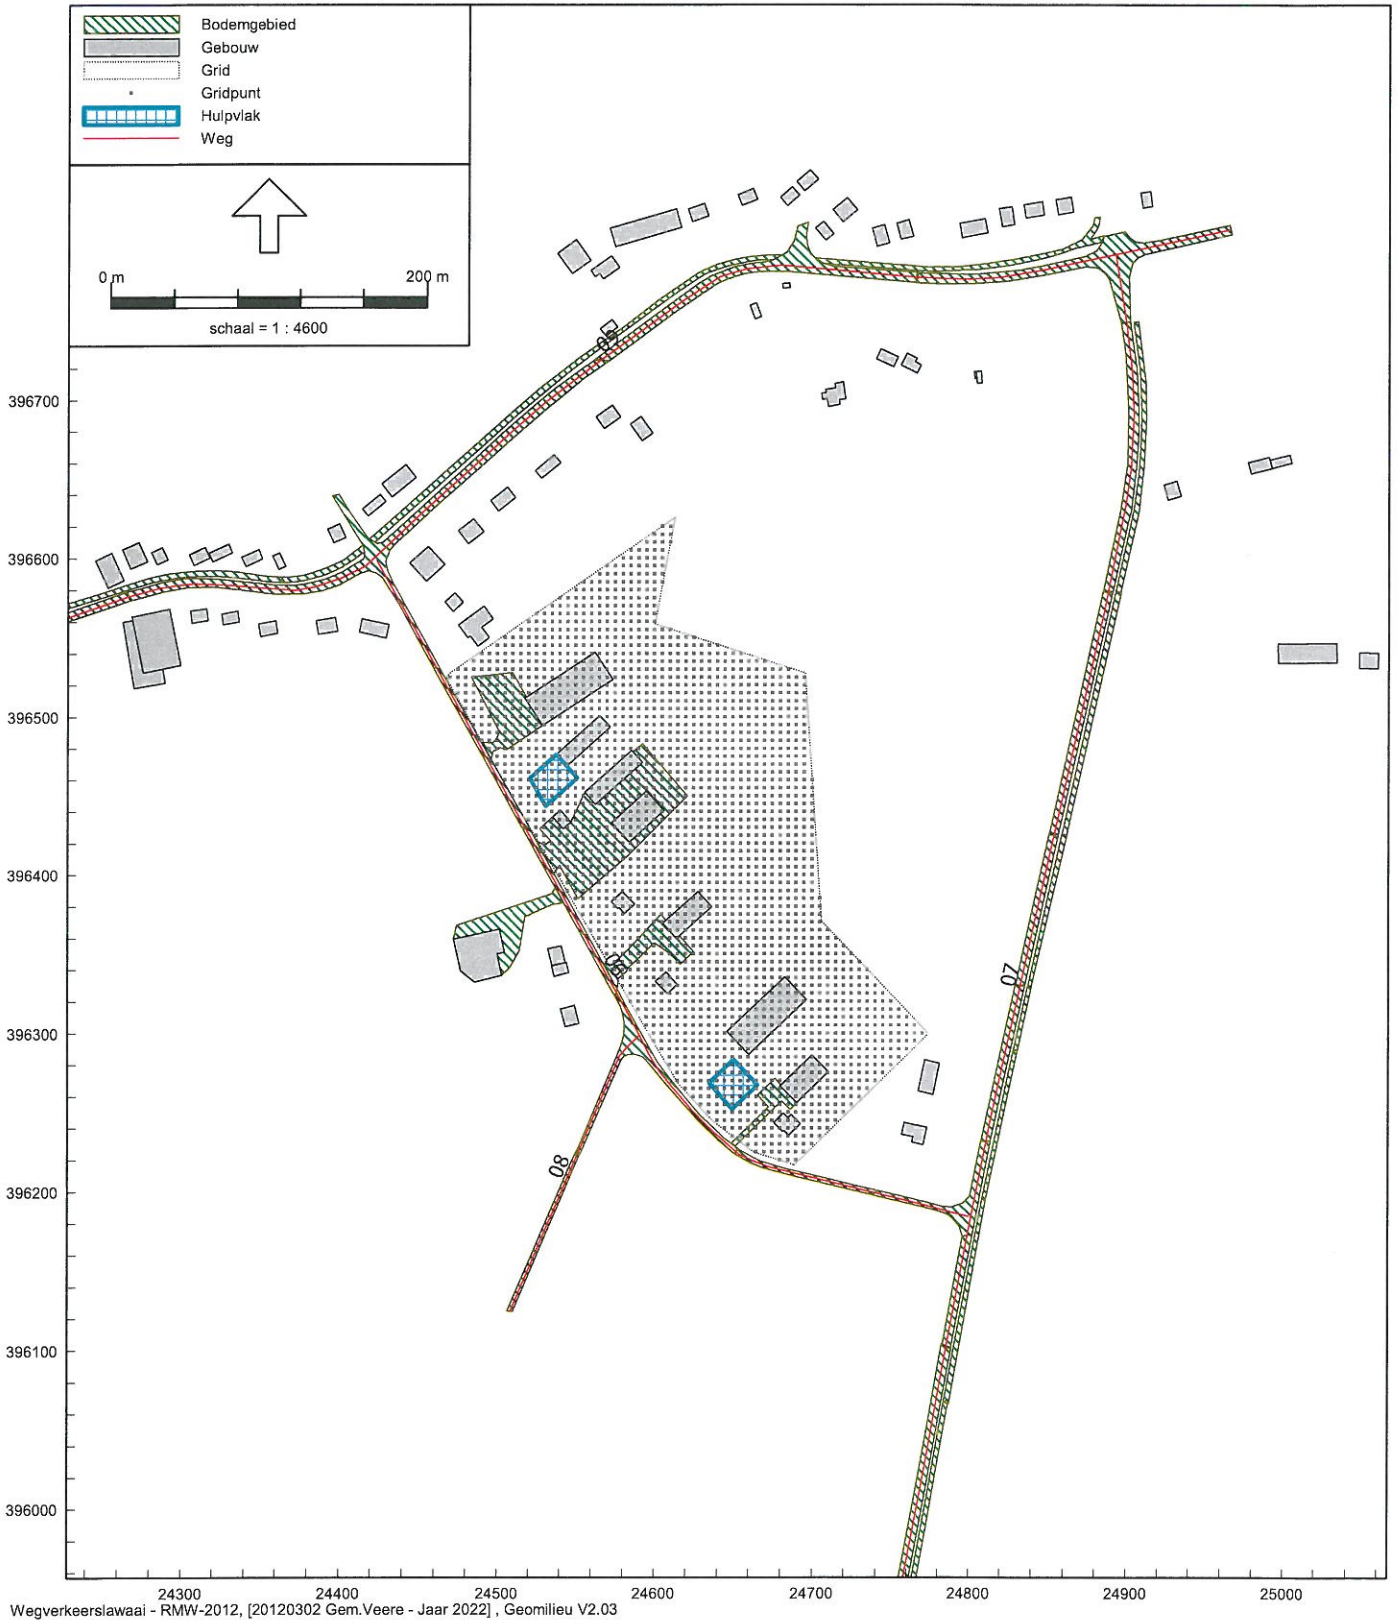 Bodemgebied
Gebouw
Grid
Gridpunt
Hulpvlak
Weg
0 m 200 m
schaal = 1 : 4600
396700
396600
396500
396400
396300
396200
396100
396000
07
08
24300 24400 24500 24600 24700 24800 24900 25000
Wegverkeerslawaai - RMW-2012, [20120302 Gem.Veere - Jaar 2022] , Geomilieu V2.03